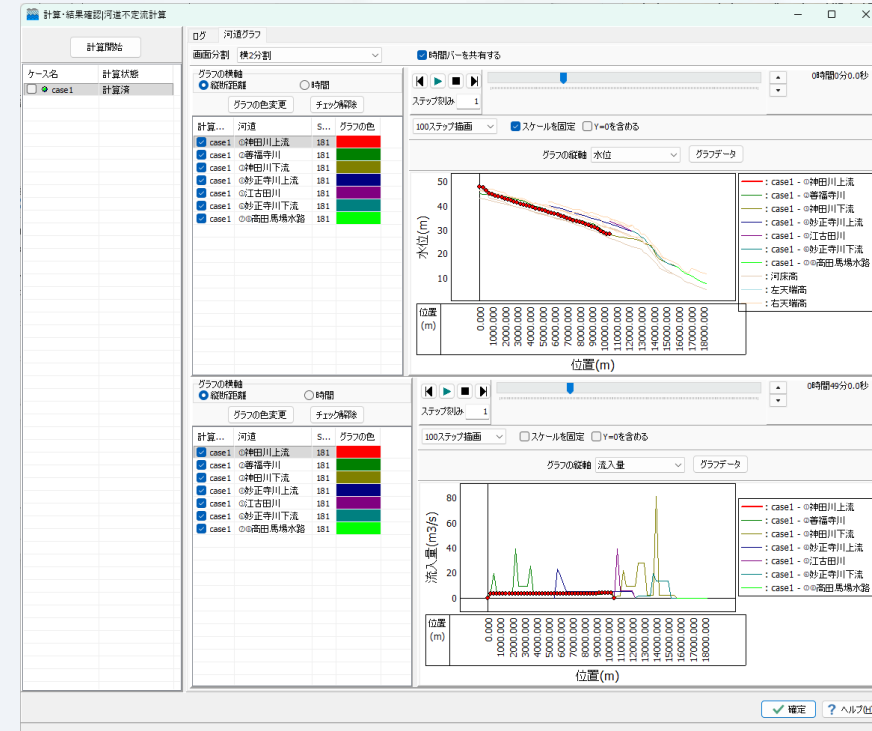 計算・結果確認|河道不定流計算
計算開始
ケース名 計算状態
case1 計算済
ログ 河道グラフ
画面分割 横2分割
時間バーを共有する
グラフの横軸
縦断距離 時間
グラフの色変更 チェック解除
計算... 河道 S... グラフの色
case1 ①神田川上流 181
case1 ②善福寺川 181
case1 ③神田川下流 181
case1 ④妙正寺川上流 181
case1 ⑤江古田川 181
case1 ⑥妙正寺川下流 181
case1 高田馬場水路 181
0時間0分0.0秒
ステップ刻み 1
100ステップ描画 スケールを固定 Y=0を含める
グラフの縦軸 水位 グラフデータ
水位(m)
50
40
30
20
10
: case1 - ①神田川上流
: case1 - ②善福寺川
: case1 - ③神田川下流
: case1 - ④妙正寺川上流
: case1 - ⑤江古田川
: case1 - ⑥妙正寺川下流
: case1 - 高田馬場水路
: 河床高
: 左天端高
: 右天端高
位置
(m)
0.000
1000.000
2000.000
3000.000
4000.000
5000.000
6000.000
7000.000
8000.000
9000.000
10000.000
11000.000
12000.000
13000.000
14000.000
15000.000
16000.000
17000.000
18000.000
位置(m)
グラフの横軸
縦断距離 時間
グラフの色変更 チェック解除
計算... 河道 S... グラフの色
case1 ①神田川上流 181
case1 ②善福寺川 181
case1 ③神田川下流 181
case1 ④妙正寺川上流 181
case1 ⑤江古田川 181
case1 ⑥妙正寺川下流 181
case1 高田馬場水路 181
0時間49分0.0秒
ステップ刻み 1
100ステップ描画 スケールを固定 Y=0を含める
グラフの縦軸 流入量 グラフデータ
流入量(m3/s)
80
60
40
20
0
: case1 - ①神田川上流
: case1 - ②善福寺川
: case1 - ③神田川下流
: case1 - ④妙正寺川上流
: case1 - ⑤江古田川
: case1 - ⑥妙正寺川下流
: case1 - 高田馬場水路
位置
(m)
0.000
1000.000
2000.000
3000.000
4000.000
5000.000
6000.000
7000.000
8000.000
9000.000
10000.000
11000.000
12000.000
13000.000
14000.000
15000.000
16000.000
17000.000
18000.000
位置(m)
確定 ? ヘルプ(H